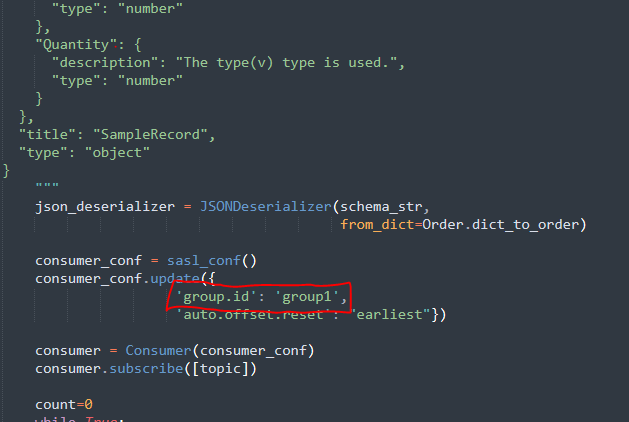 "type": "number"
},
"Quantity": {
"description": "The type(v) type is used.",
"type": "number"
}
},
"title": "SampleRecord",
"type": "object"
}
"""
json_deserializer = JSONDeserializer(schema_str,
from_dict=Order.dict_to_order)
consumer_conf = sasl_conf()
consumer_conf.update({
'group.id': 'group1',
'auto.offset.reset': "earliest"})
consumer = Consumer(consumer_conf)
consumer.subscribe([topic])
count=0
while True: